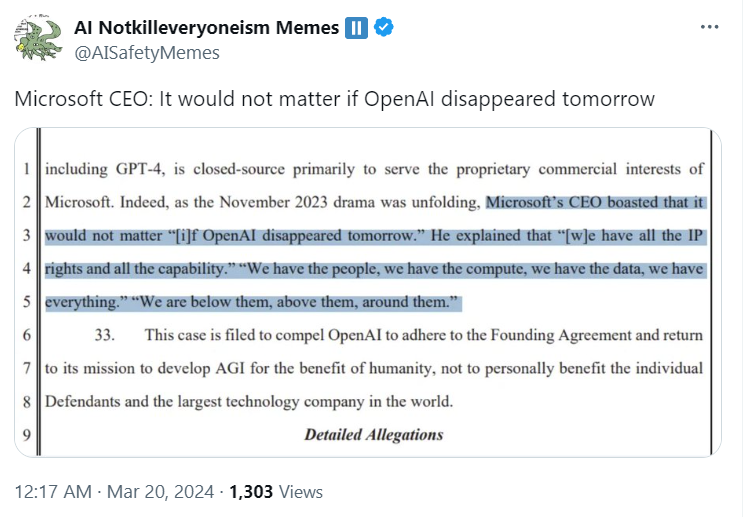 AI Notkilleveryoneism Memes ⏸️
@AISafetyMemes
Microsoft CEO: It would not matter if OpenAI disappeared tomorrow
1 including GPT-4, is closed-source primarily to serve the proprietary commercial interests of
2 Microsoft. Indeed, as the November 2023 drama was unfolding, Microsoft's CEO boasted that it
3 would not matter “[i]f OpenAI disappeared tomorrow.” He explained that “[w]e have all the IP
4 rights and all the capability.” “We have the people, we have the compute, we have the data, we have
5 everything.” “We are below them, above them, around them.”
6 33. This case is filed to compel OpenAI to adhere to the Founding Agreement and return
7 to its mission to develop AGI for the benefit of humanity, not to personally benefit the individual
8 Defendants and the largest technology company in the world.
9 Detailed Allegations
12:17 AM · Mar 20, 2024 · 1,303 Views